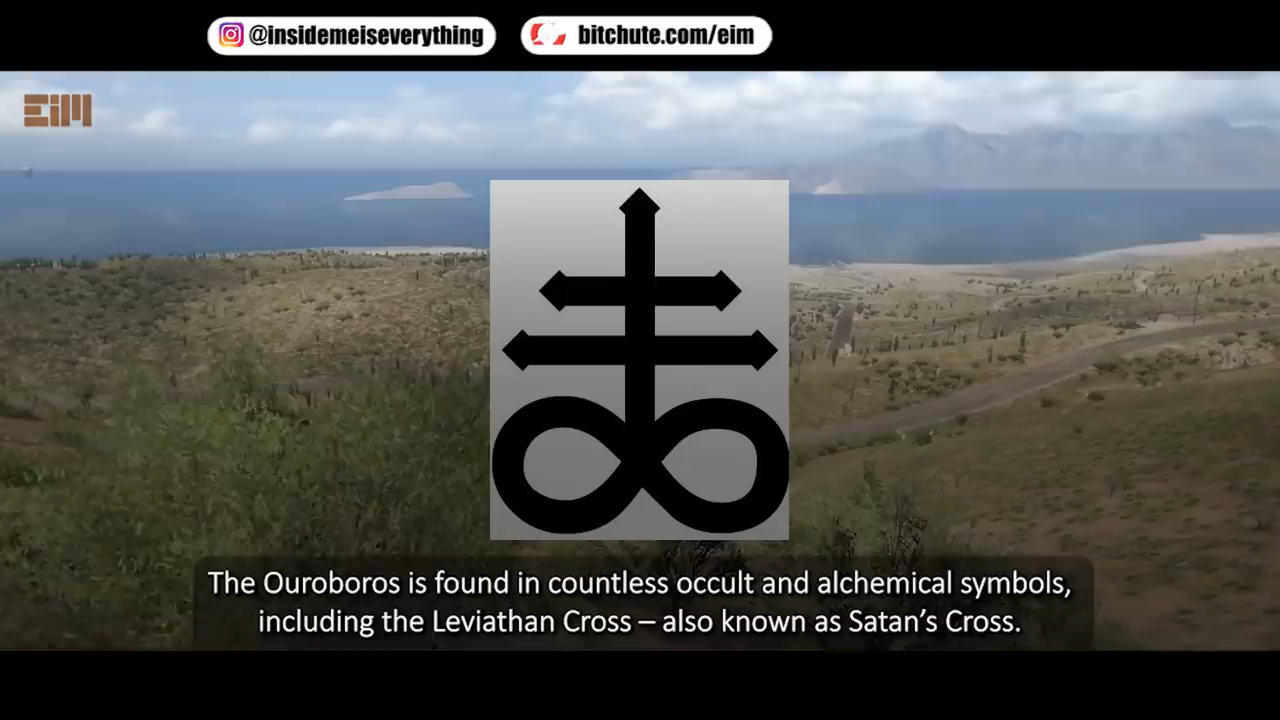 @insidemeiseverything
bitchute.com/eim
EiM
The Ouroboros is found in countless occult and alchemical symbols,
including the Leviathan Cross – also known as Satan’s Cross.